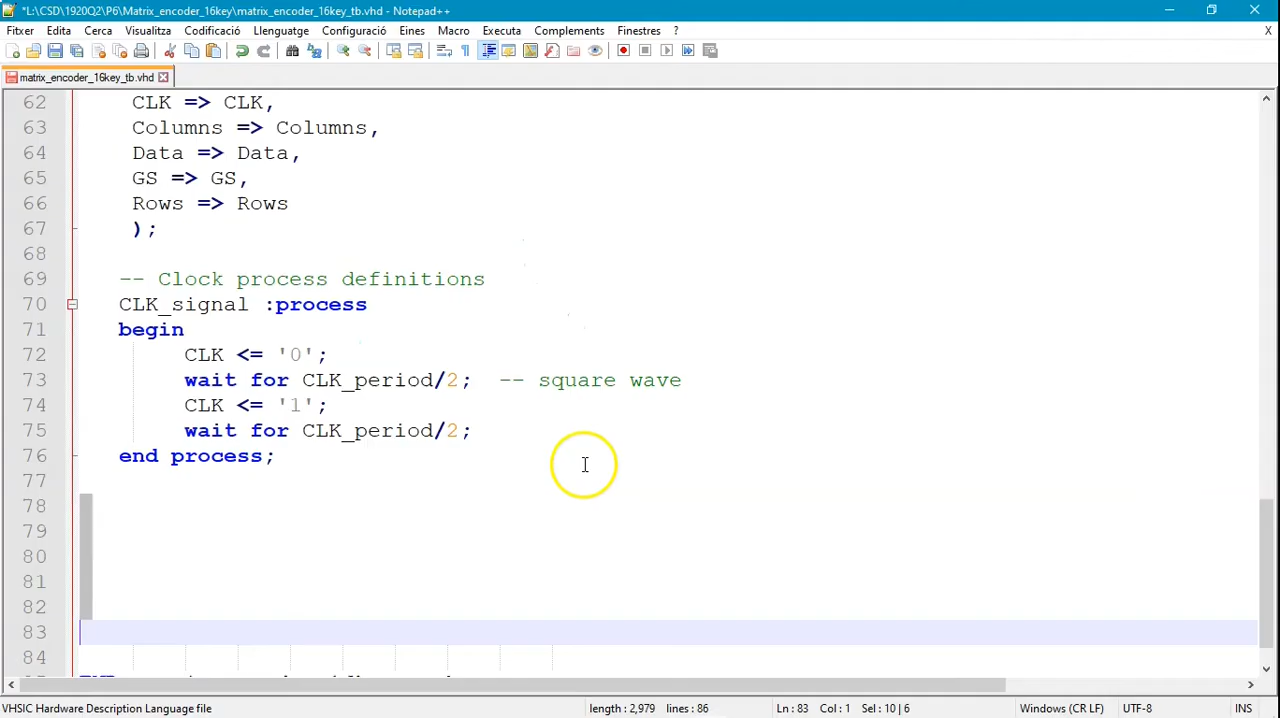 *L:\CSD\1920Q2\P6\Matrix_encoder_16key\matrix_encoder_16key_tb.vhd - Notepad++
Fitxer Edita Cerca Visualitza Codificació Llenguatge Configuració Eines Macro Executa Complements Finestres ? X
matrix_encoder_16key_tb.vhd
62 CLK => CLK,
63 Columns => Columns,
64 Data => Data,
65 GS => GS,
66 Rows => Rows
67 );
68
69 -- Clock process definitions
70 CLK_signal :process
71 begin
72 CLK <= '0';
73 wait for CLK_period/2; -- square wave
74 CLK <= '1';
75 wait for CLK_period/2;
76 end process;
77
78
79
80
81
82
83
84
VHSIC Hardware Description Language file length : 2,979 lines : 86 Ln : 83 Col : 1 Sel : 10 | 6 Windows (CR LF) UTF-8 INS